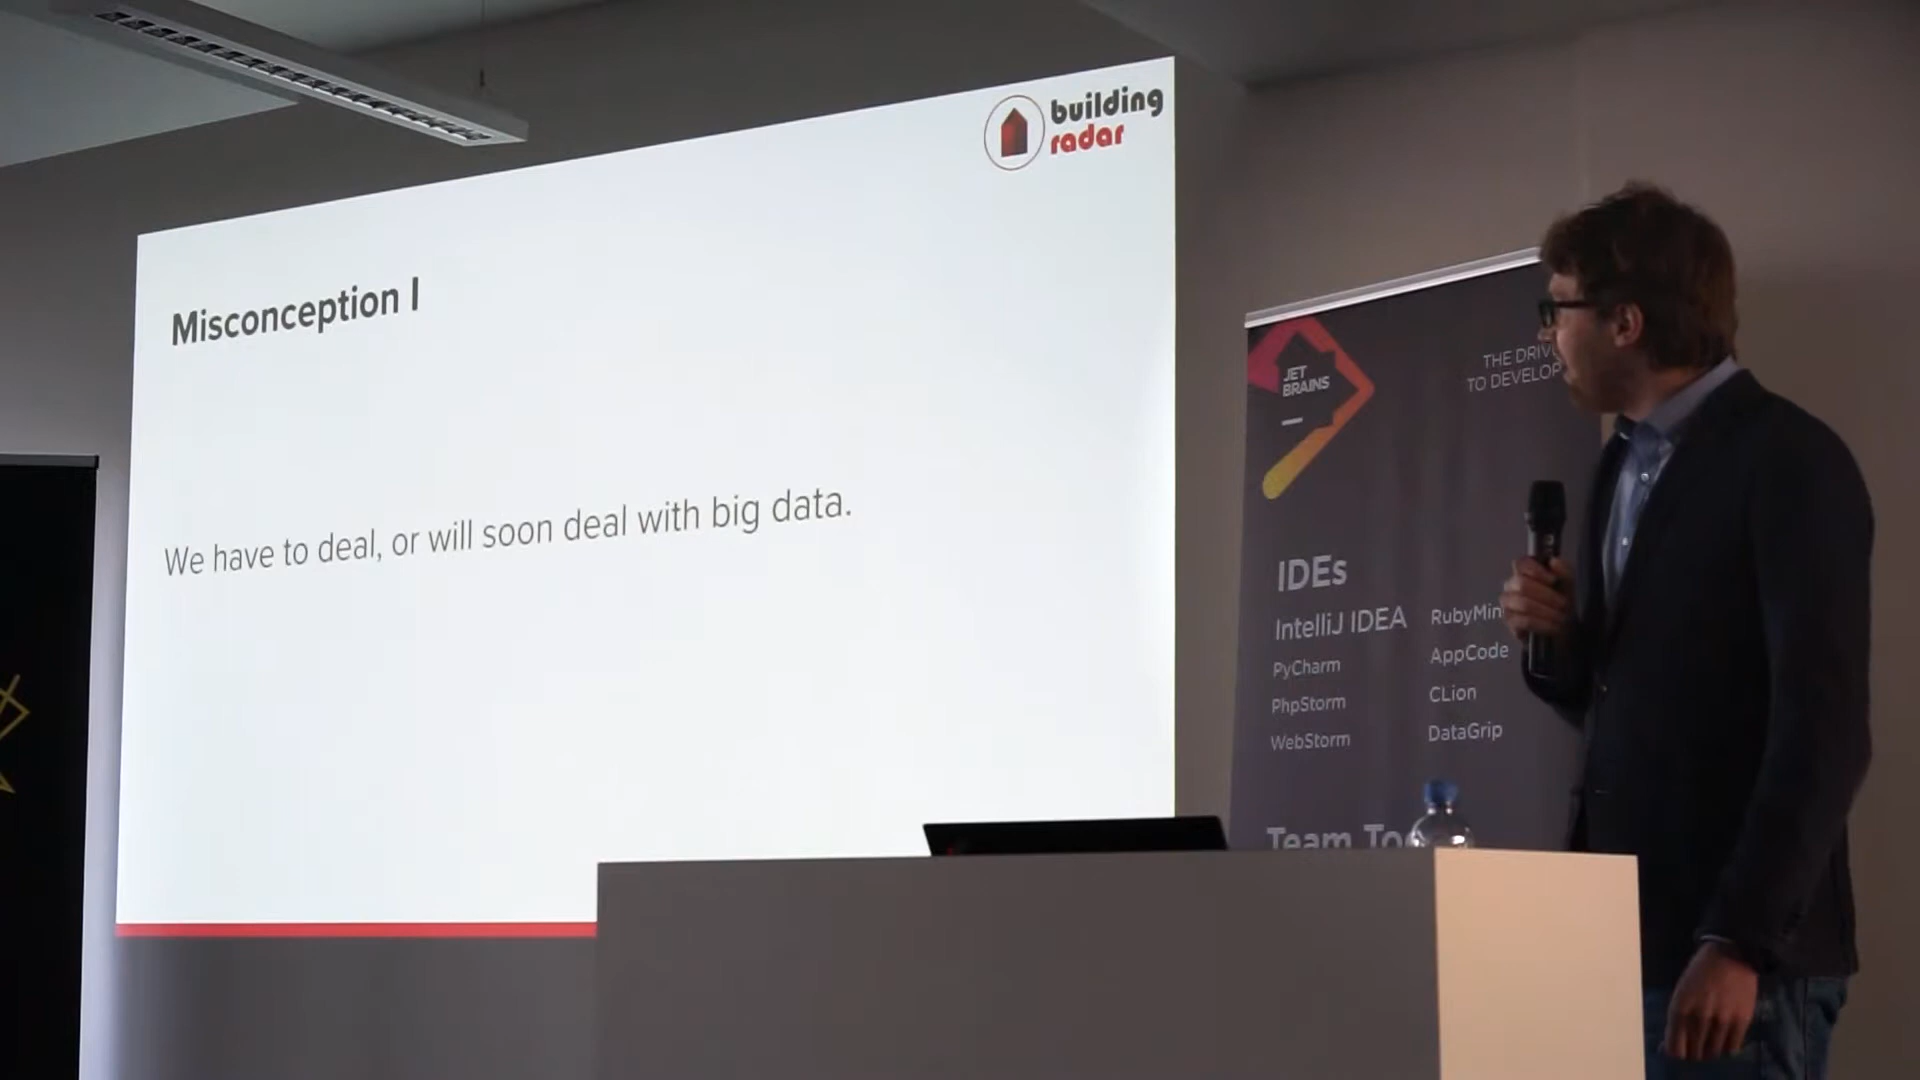 building
radar
Misconception I
We have to deal, or will soon deal with big data.
JET
BRAINS
THE
TO DEVELOP
IDEs
IntelliJ IDEA
PyCharm
PhpStorm
WebStorm
RubyMin
AppCode
CLion
DataGrip
Team